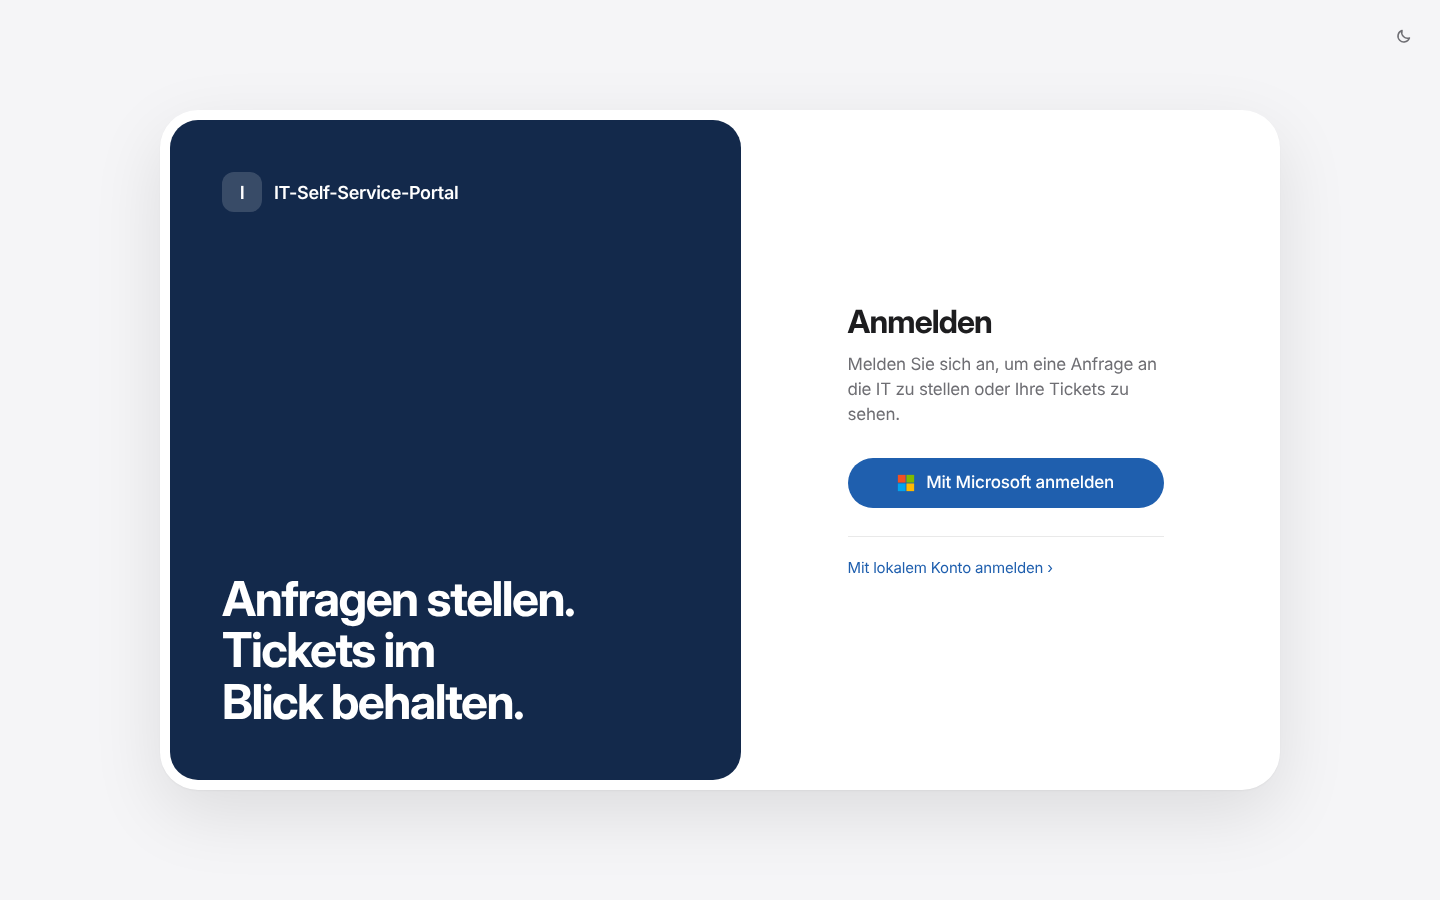 I
IT-Self-Service-Portal
Anfragen stellen.
Tickets im
Blick behalten.
Anmelden
Melden Sie sich an, um eine Anfrage an
die IT zu stellen oder Ihre Tickets zu
sehen.
Mit Microsoft anmelden
Mit lokalem Konto anmelden ›